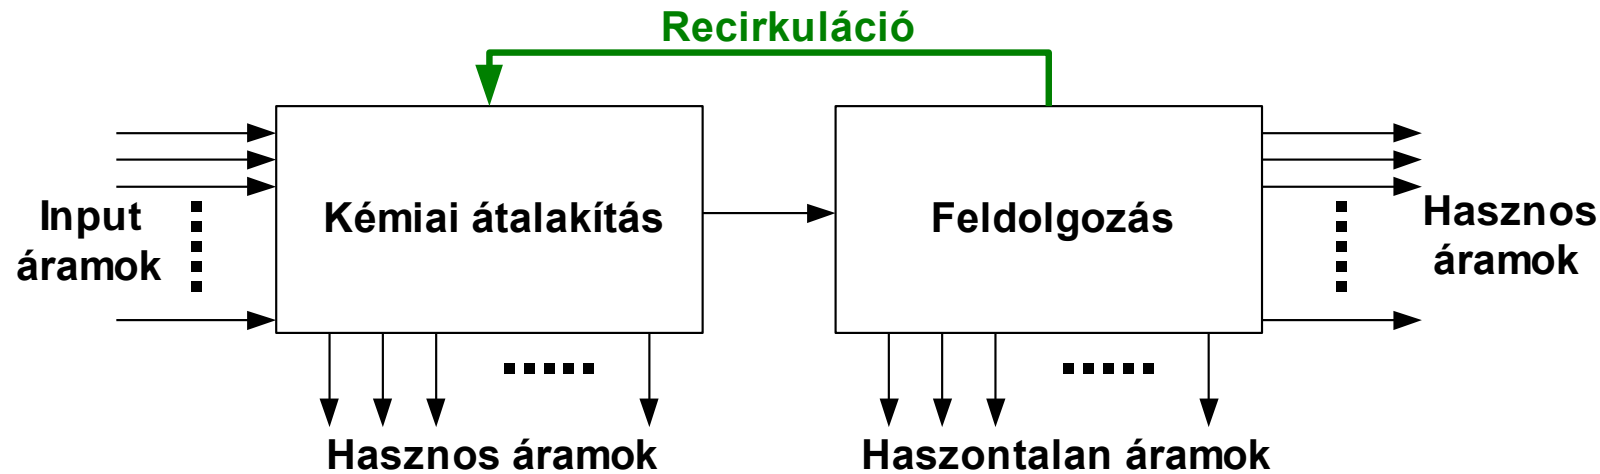 Recirkuláció
Input
áramok
Kémiai átalakítás
Feldolgozás
Hasznos
áramok
Hasznos áramok
Haszontalan áramok